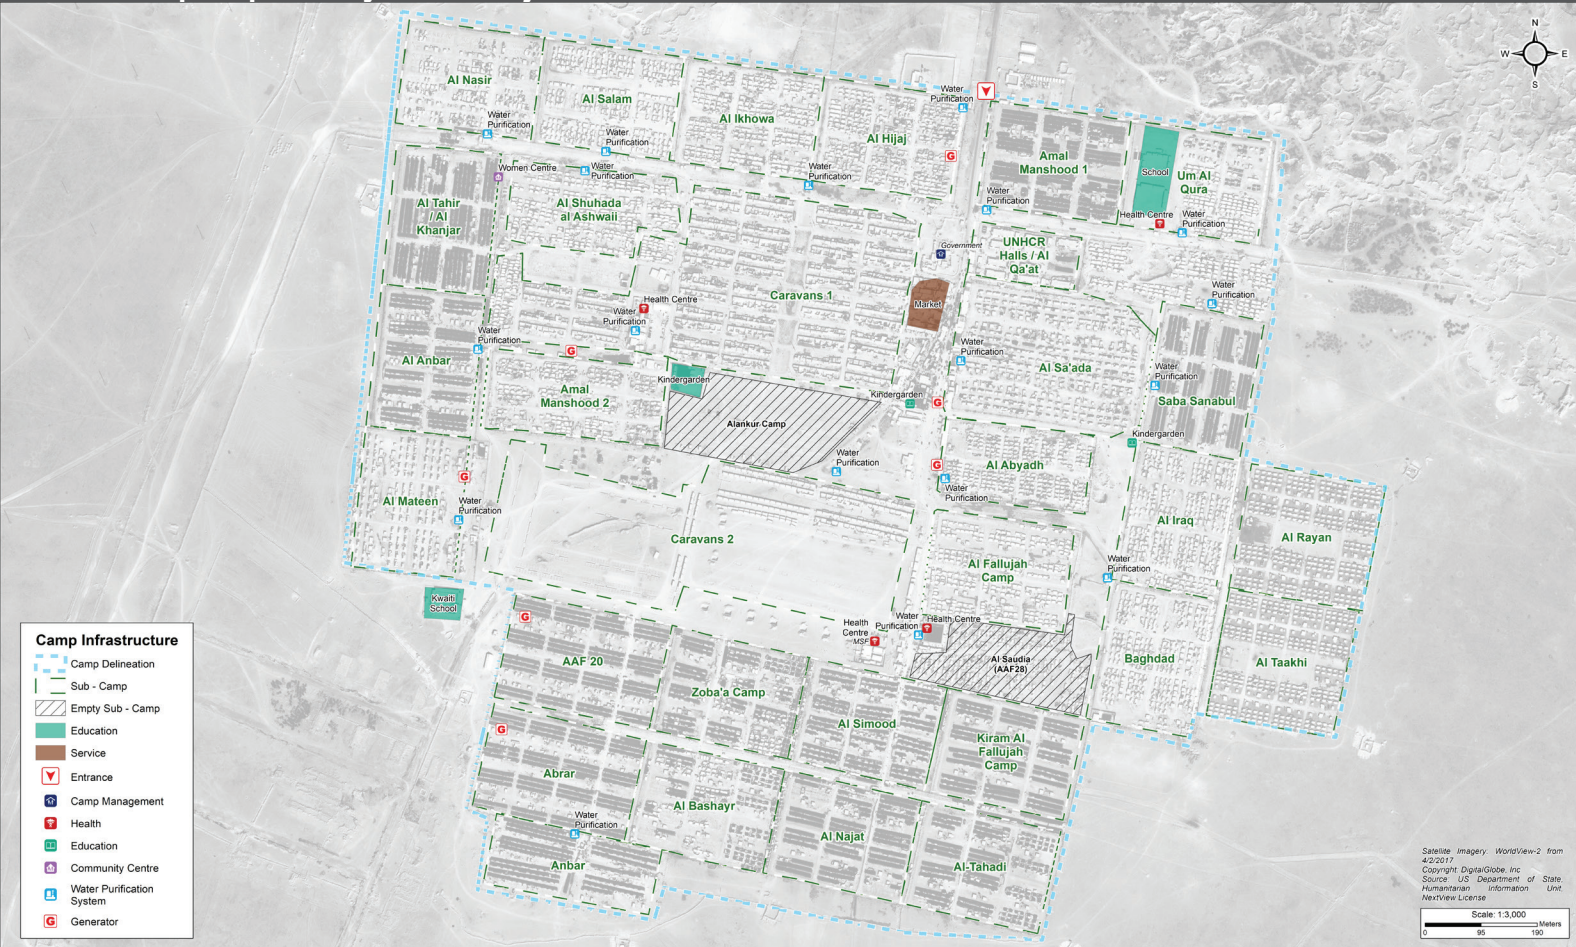 N
W
E
S
Al Nasir
Al Salam
Al Ikhowa
Al Hijaj
Water
Purification
Water
Purification
Water
Purification
Water
Purification
Women Centre
Water
Purification
Amal
Manshood 1
School
Um Al
Qura
Health Centre
Water
Purification
Water
Purification
G
Al Tahir
/ Al
Khanjar
Al Shuhada
al Ashwaii
Government
UNHCR
Halls / Al
Qa'at
Caravans 1
Market
Health Centre
Water
Purification
Water
Purification
Water
Purification
G
Al Anbar
Amal
Manshood 2
Kindergarden
Alankur Camp
Kindergarden
G
Water
Purification
Al Sa'ada
Water
Purification
Saba Sanabul
Kindergarden
G
Al Mateen
Water
Purification
Water
Purification
G
Al Abyadh
Water
Purification
Caravans 2
Al Iraq
Al Rayan
Al Fallujah
Camp
Water
Purification
Kwaiti
School
G
Health
Centre
MSF
Water
Purification
Health Centre
Al Saudia
(AAF28)
Baghdad
Al Taakhi
AAF 20
Zoba'a Camp
Al Simood
Kiram Al
Fallujah
Camp
G
Abrar
Al Bashayr
Al Najat
Al-Tahadi
Water
Purification
Anbar
Camp Infrastructure
Camp Delineation
Sub - Camp
Empty Sub - Camp
Education
Service
Entrance
Camp Management
Health
Education
Community Centre
Water Purification
System
G Generator
Satellite Imagery: WorldView-2 from
4/2/2017
Copyright: DigitalGlobe, Inc
Source: US Department of State,
Humanitarian Information Unit,
NextView License
Scale: 1:3,000
Meters
0 95 190